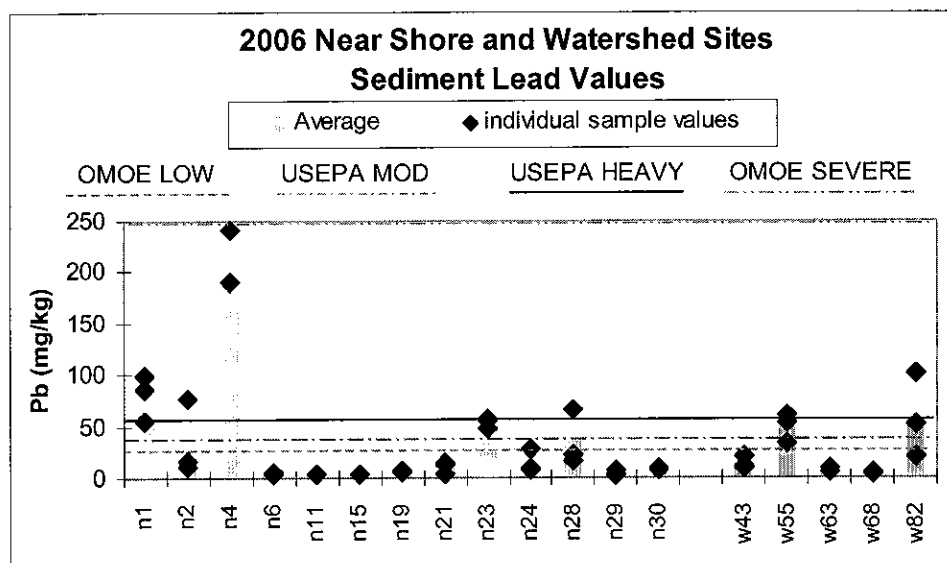 2006 Near Shore and Watershed Sites
Sediment Lead Values
Average individual sample values
OMOE LOW USEPA MOD USEPA HEAVY OMOE SEVERE
Pb (mg/kg)
250
200
150
100
50
0
n1 n2 n4 n6 n11 n15 n19 n21 n23 n24 n28 n29 n30 w43 w55 w63 w68 w82